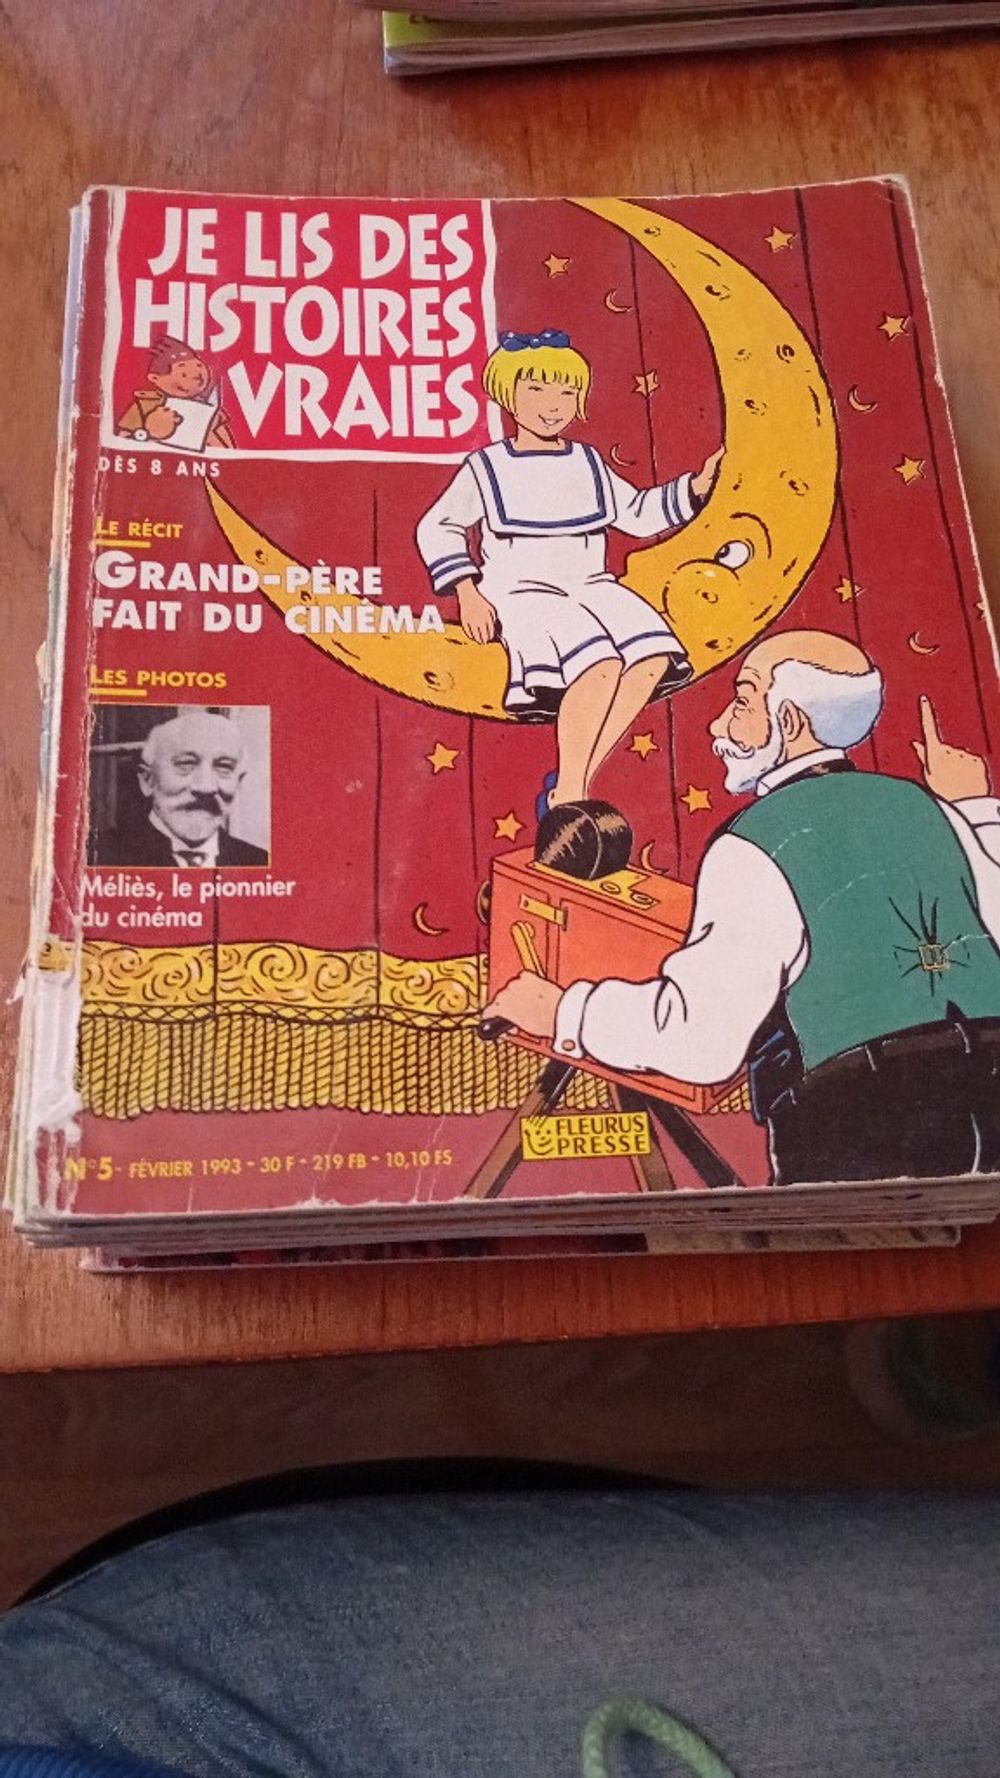 JE LIS DES
HISTOIRES
VRAIES
DÈS 8 ANS
LE RÉCIT
GRAND-PÈRE
FAIT DU CINÉMA
LES PHOTOS
Méliès, le pionnier
du cinéma
FLEURUS
PRESSE
N°5 - FÉVRIER 1993 - 30 F - 219 FB - 10,10 FS